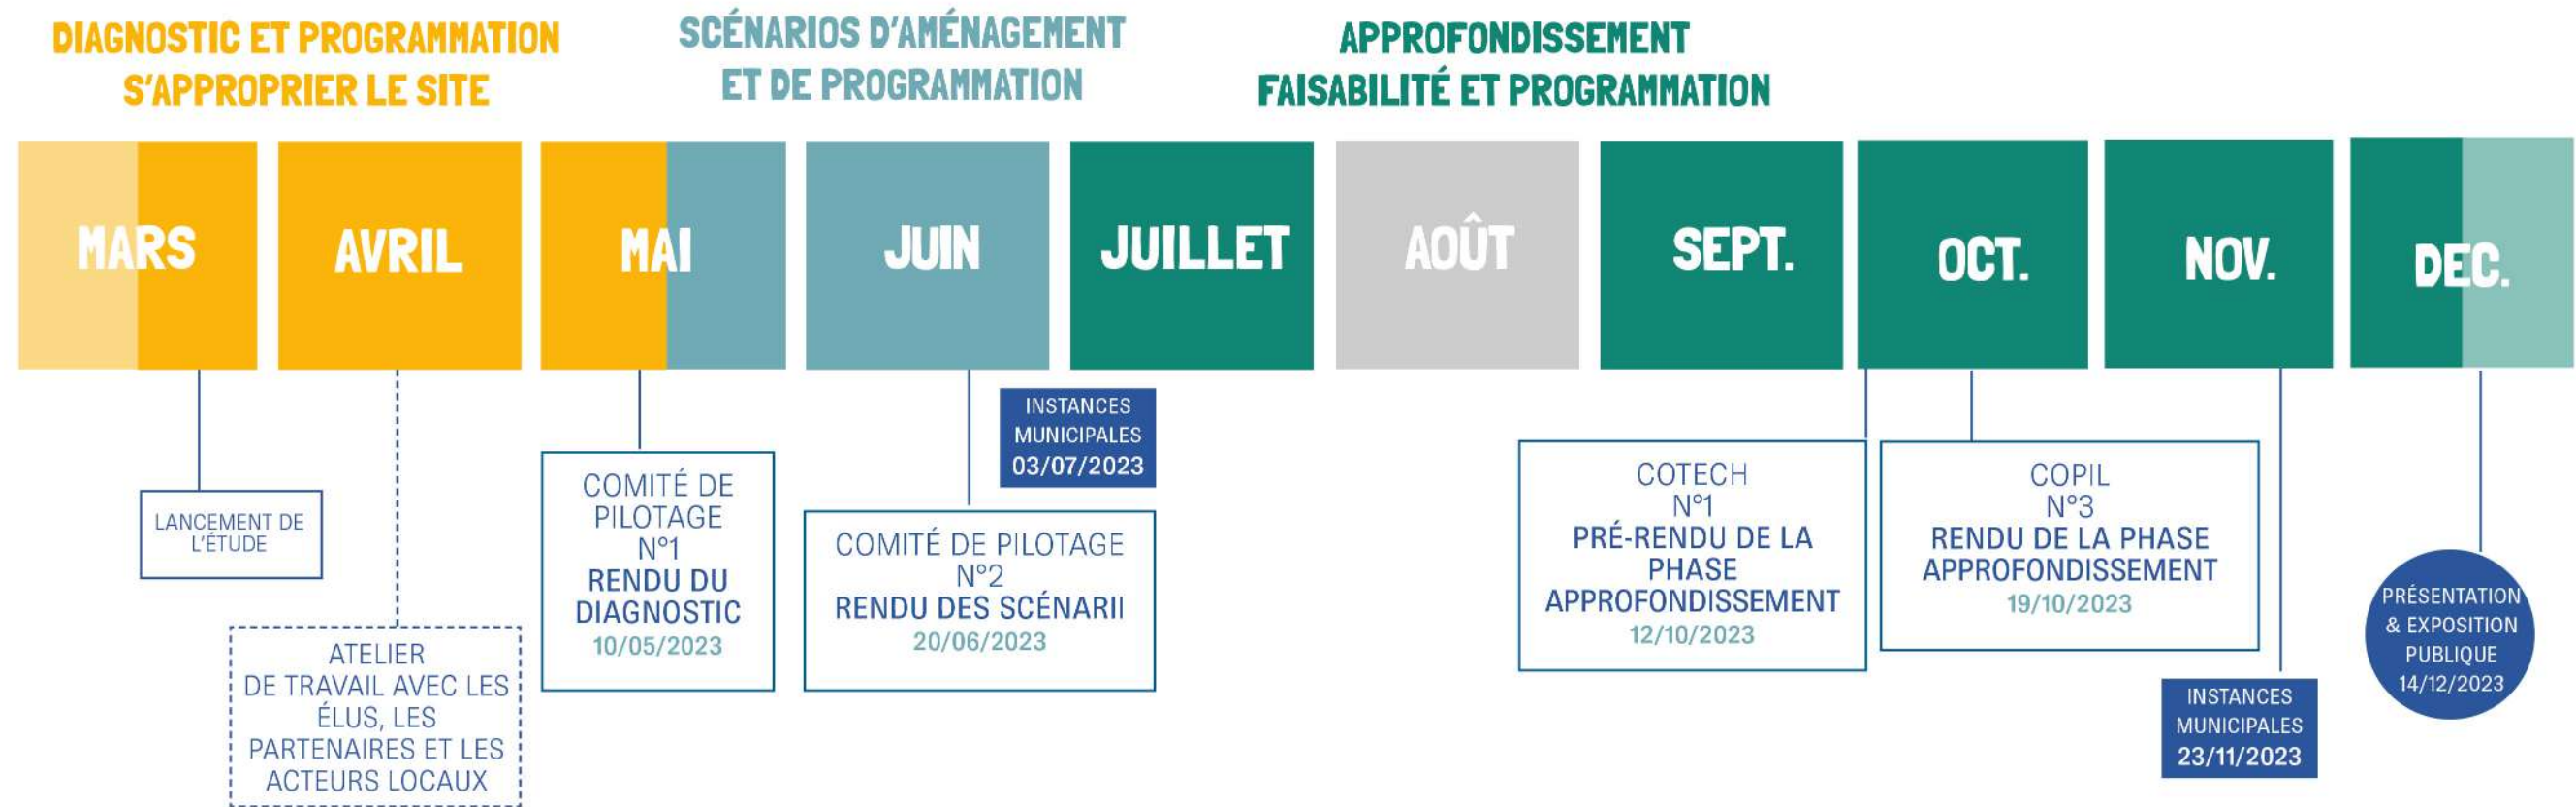 DIAGNOSTIC ET PROGRAMMATION
S'APPROPRIER LE SITE
SCÉNARIOS D'AMÉNAGEMENT
ET DE PROGRAMMATION
APPROFONDISSEMENT
FAISABILITÉ ET PROGRAMMATION
MARS
AVRIL
MAI
JUIN
JUILLET
AOÛT
SEPT.
OCT.
NOV.
DEC.
LANCEMENT DE
L'ÉTUDE
ATELIER
DE TRAVAIL AVEC LES
ÉLUS, LES
PARTENAIRES ET LES
ACTEURS LOCAUX
COMITÉ DE
PILOTAGE
N°1
RENDU DU
DIAGNOSTIC
10/05/2023
INSTANCES
MUNICIPALES
03/07/2023
COMITÉ DE PILOTAGE
N°2
RENDU DES SCÉNARII
20/06/2023
COTECH
N°1
PRÉ-RENDU DE LA
PHASE
APPROFONDISSEMENT
12/10/2023
COPIL
N°3
RENDU DE LA PHASE
APPROFONDISSEMENT
19/10/2023
INSTANCES
MUNICIPALES
23/11/2023
PRÉSENTATION
& EXPOSITION
PUBLIQUE
14/12/2023